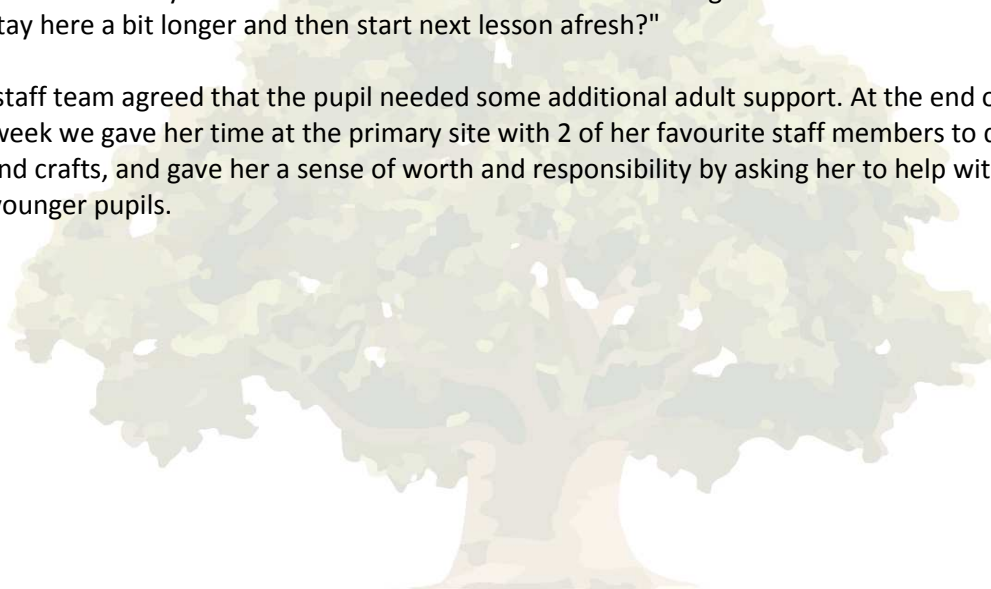 tay here a bit longer and then start next lesson afresh?"
staff team agreed that the pupil needed some additional adult support. At the end o
week we gave her time at the primary site with 2 of her favourite staff members to d
nd crafts, and gave her a sense of worth and responsibility by asking her to help wit
younger pupils.